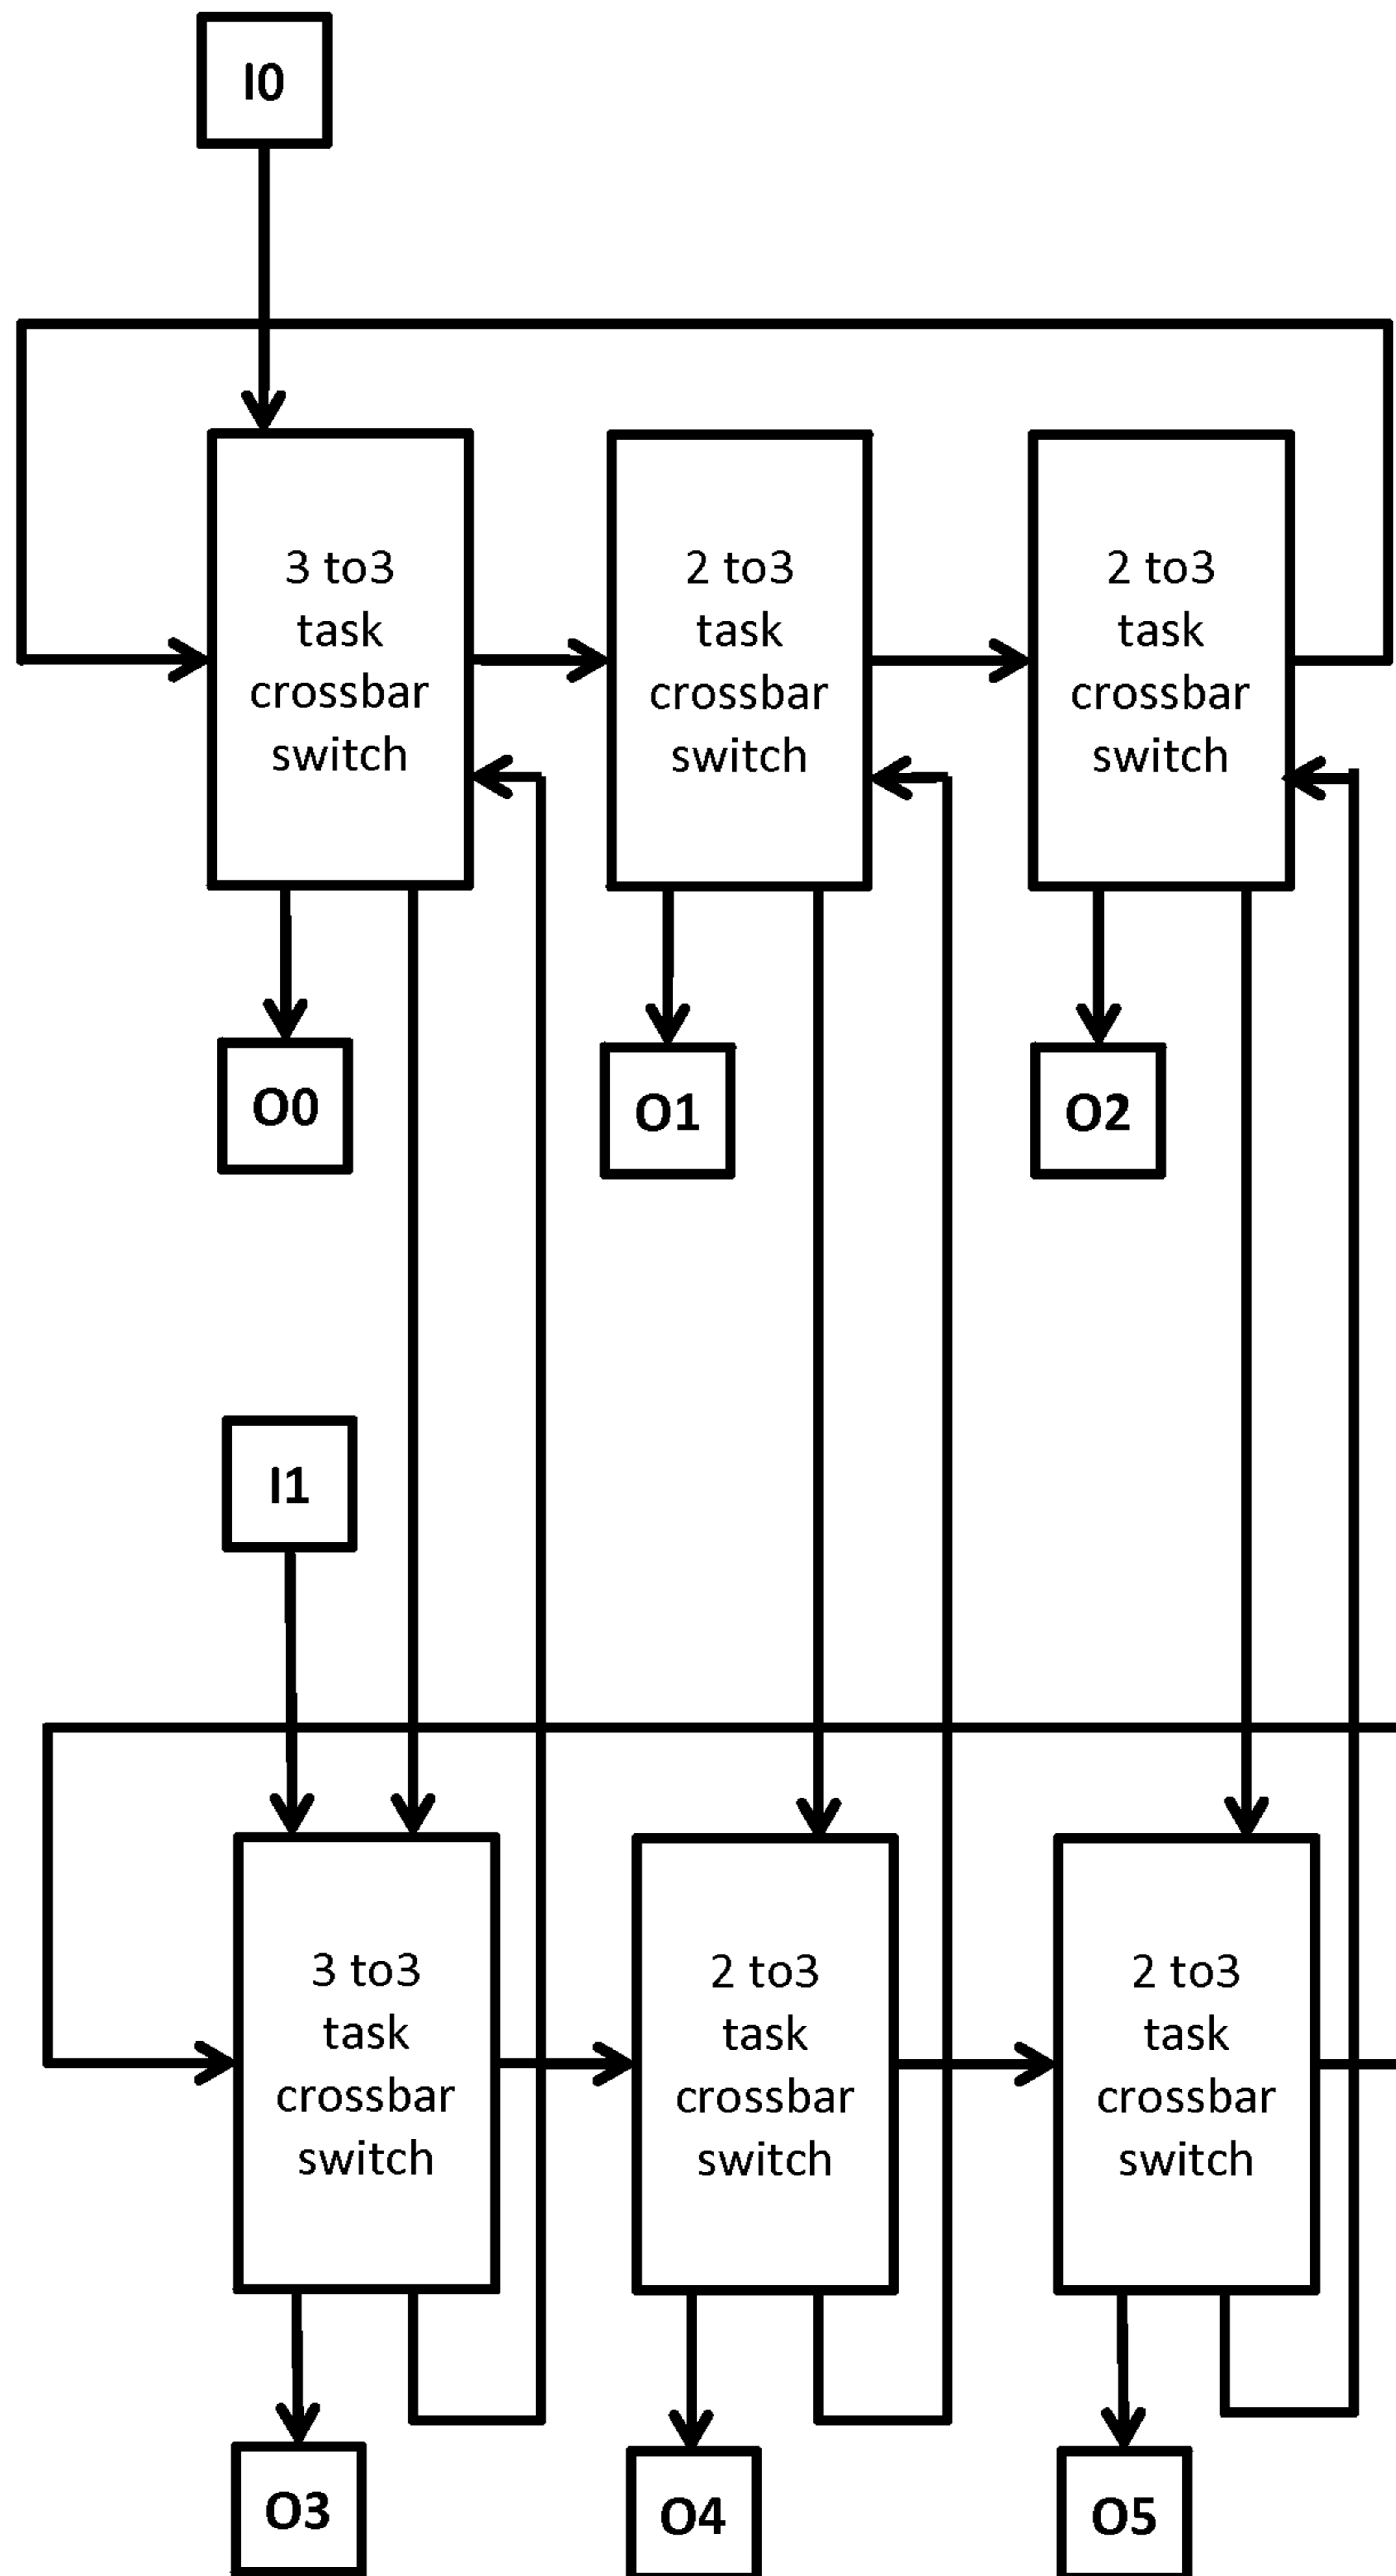 I0
3 to3
task
crossbar
switch
2 to3
task
crossbar
switch
2 to3
task
crossbar
switch
O0
O1
O2
I1
3 to3
task
crossbar
switch
2 to3
task
crossbar
switch
2 to3
task
crossbar
switch
O3
O4
O5